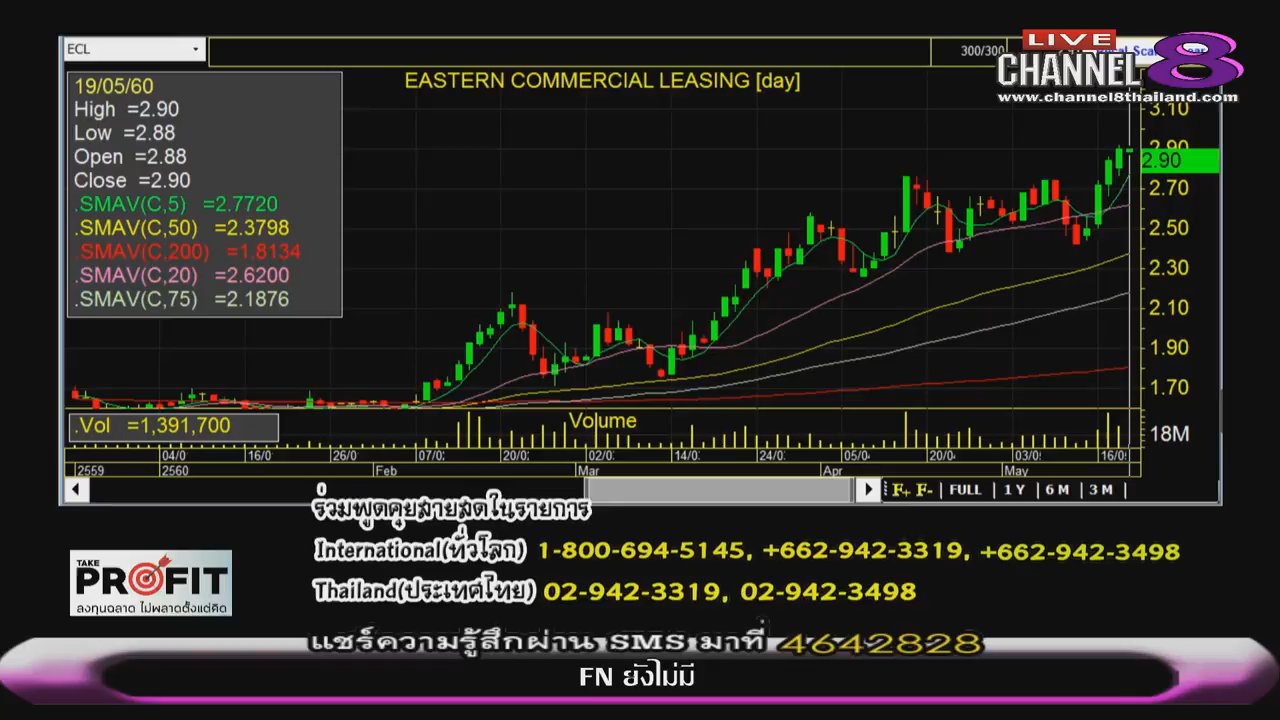 ECL
300/300
LIVE
CHANNEL 8
www.channel8thailand.com
EASTERN COMMERCIAL LEASING [day]
19/05/60
High =2.90
Low =2.88
Open =2.88
Close =2.90
.SMAV(C,5) =2.7720
.SMAV(C,50) =2.3798
.SMAV(C,200) =1.8134
.SMAV(C,20) =2.6200
.SMAV(C,75) =2.1876
3.10
2.90
2.90
2.70
2.50
2.30
2.10
1.90
1.70
.Vol =1,391,700
Volume
18M
04/0 16/0 26/0 07/0 20/0 02/0 14/0 24/0 05/0 20/0 03/0 16/0
2559 2560 Feb Mar Apr May
0
F+ F- FULL 1 Y 6 M 3 M
ร่วมพูดคุยสายสดในรายการ
International(ทั่วโลก) 1-800-694-5145, +662-942-3319, +662-942-3498
Thailand(ประเทศไทย) 02-942-3319, 02-942-3498
TAKE
PROFIT
ลงทุนฉลาด ไม่พลาดตั้งแต่คิด
แชร์ความรู้สึกผ่าน SMS มาที่ 4642828
FN ยังไม่มี